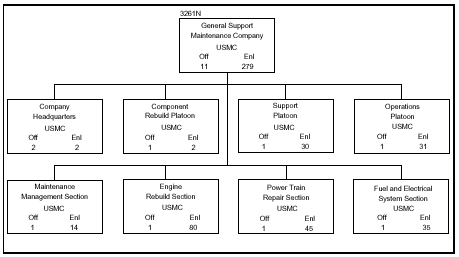 3261N
General Support
Maintenance Company
USMC
Off Enl
11 279
Company
Headquarters
USMC
Off Enl
2 2
Component
Rebuild Platoon
USMC
Off Enl
1 2
Support
Platoon
USMC
Off Enl
1 30
Operations
Platoon
USMC
Off Enl
1 31
Maintenance
Management Section
USMC
Off Enl
1 14
Engine
Rebuild Section
USMC
Off Enl
1 80
Power Train
Repair Section
USMC
Off Enl
1 45
Fuel and Electrical
System Section
USMC
Off Enl
1 35